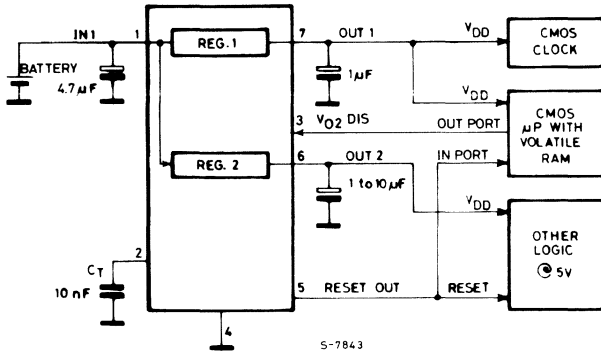 IN 1
1
REG. 1
7
OUT 1
VDD
CMOS
CLOCK
BATTERY
4.7µF
1µF
VDD
CMOS
µP WITH
VOLATILE
RAM
3
VO2 DIS
OUT PORT
6
OUT 2
IN PORT
REG. 2
1 to 10µF
VDD
OTHER
LOGIC
@ 5V
2
CT
10 nF
5
RESET OUT
RESET
4
S-7843